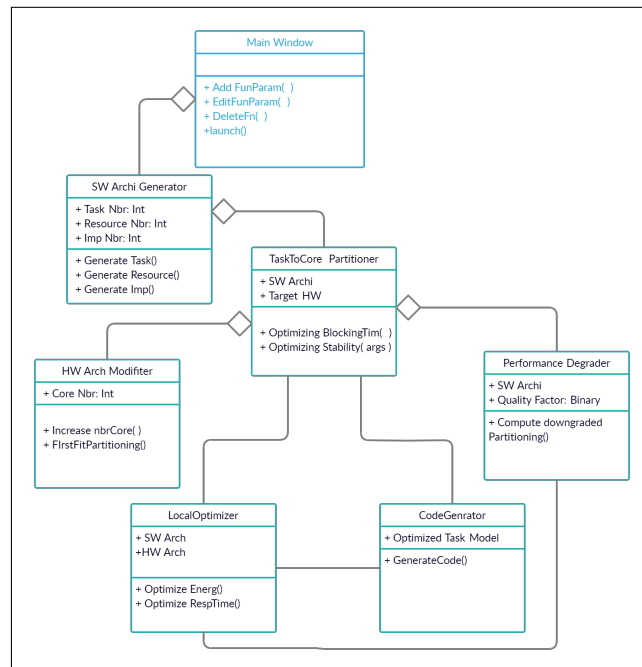 Main Window
+ Add FunParam(  )
+ EditFunParam(  )
+ DeleteFn(  )
+launch()
SW Archi Generator
+ Task Nbr: Int
+ Resource Nbr: Int
+ Imp Nbr: Int
+ Generate Task()
+ Generate Resource()
+ Generate Imp()
TaskToCore Partitioner
+ SW Archi
+ Target HW
+ Optimizing BlockingTim(  )
+ Optimizing Stability( args )
HW Arch Modifiter
+ Core Nbr: Int
+ Increase nbrCore( )
+ FIrstFitPartitioning()
Performance Degrader
+ SW Archi
+ Quality Factor: Binary
+ Compute downgraded
Partitioning()
LocalOptimizer
+ SW Arch
+HW Arch
+ Optimize Energ()
+ Optimize RespTime()
CodeGenrator
+ Optimized Task Model
+ GenerateCode()